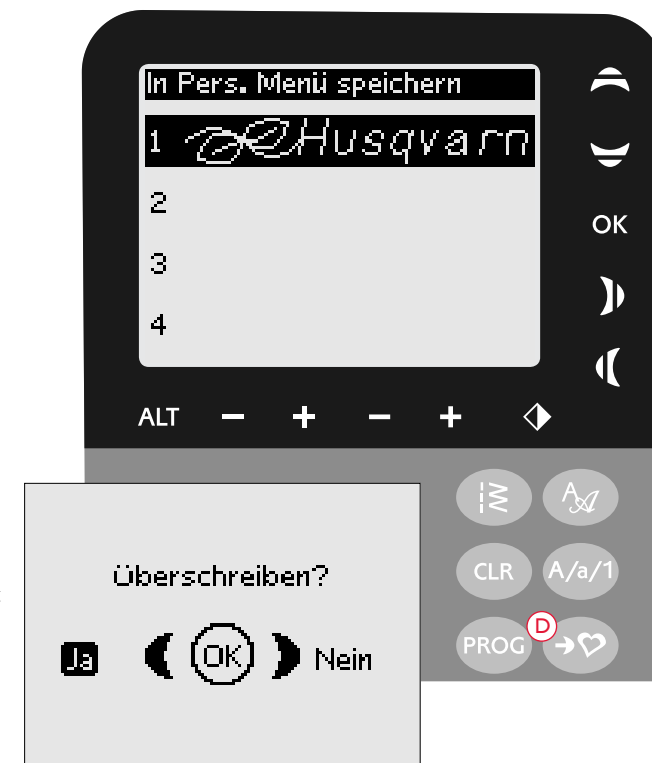 In Pers. Menü speichern
1 Husqvarn
2
OK
3
4
ALT − + − +
A
Überschreiben?
CLR A/a/1
D
Ja OK Nein
PROG